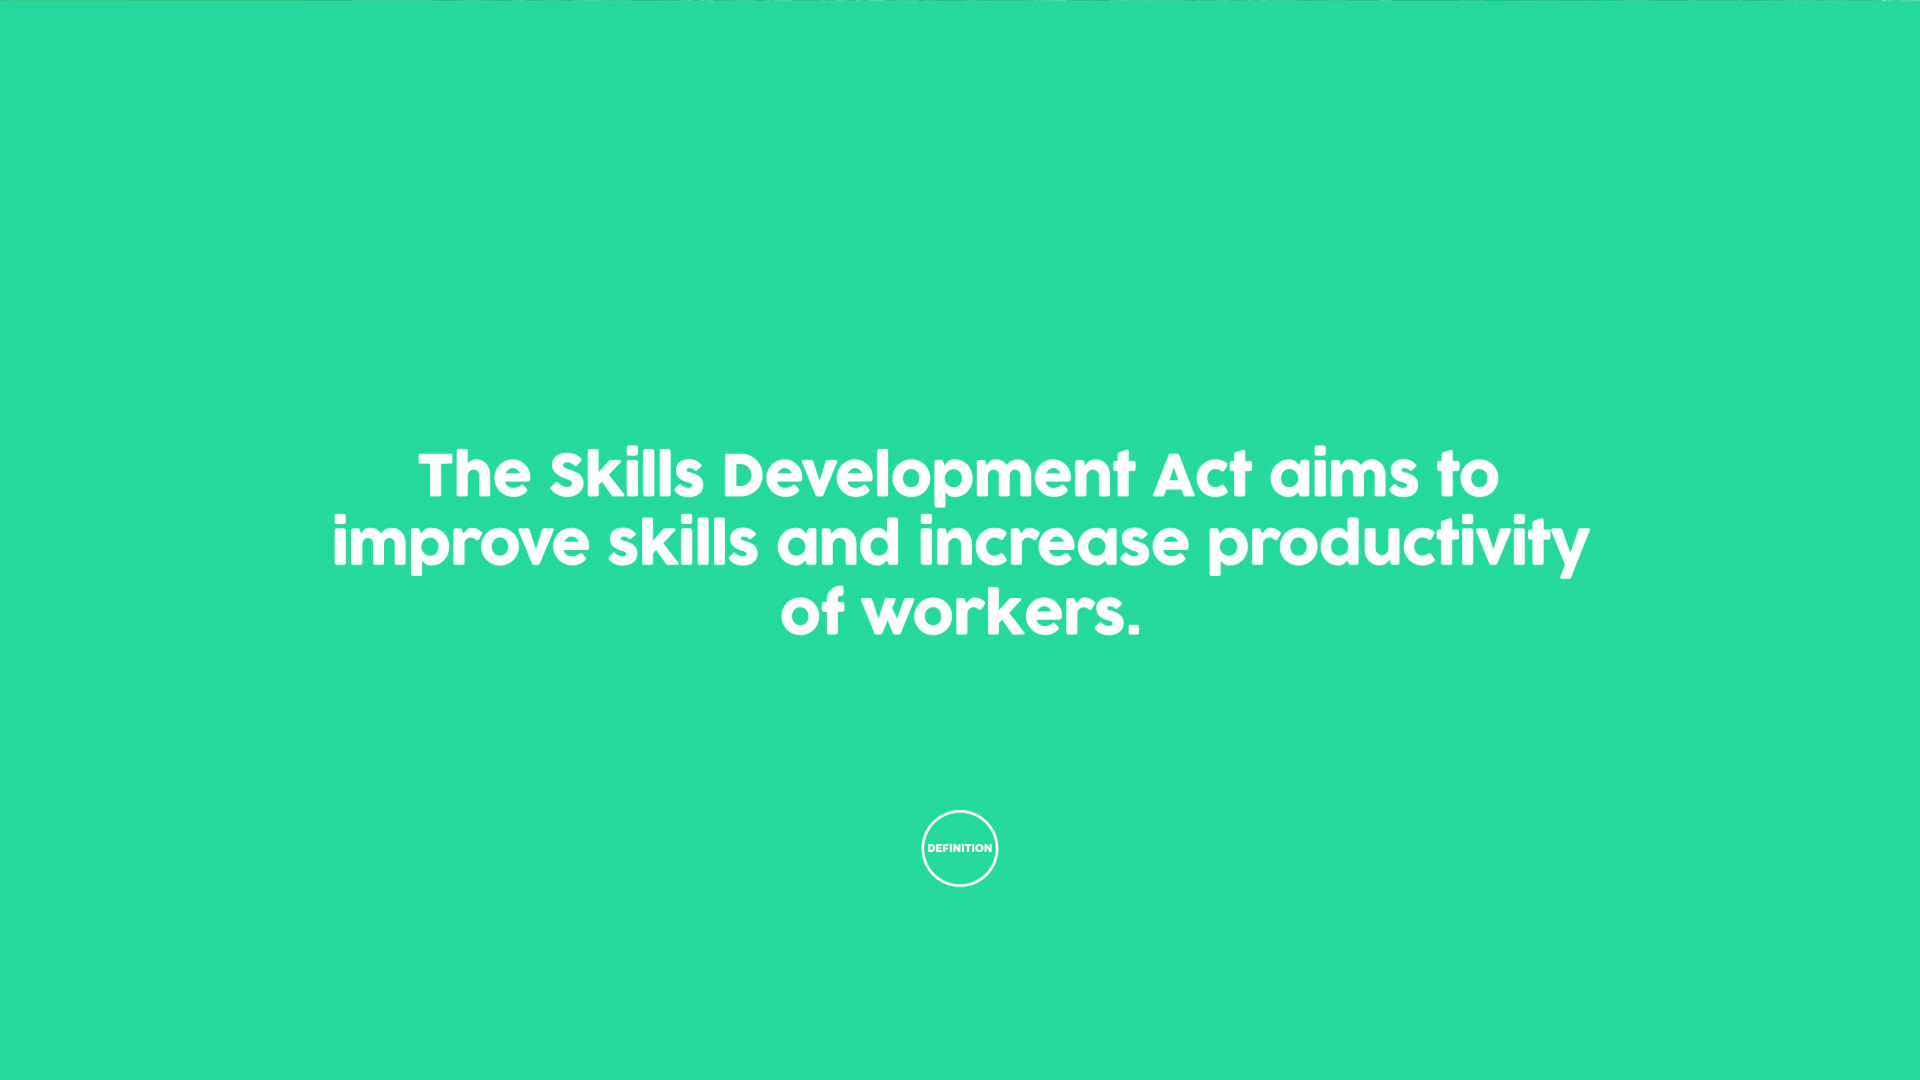 The Skills Development Act aims to
improve skills and increase productivity
of workers.
DEFINITION